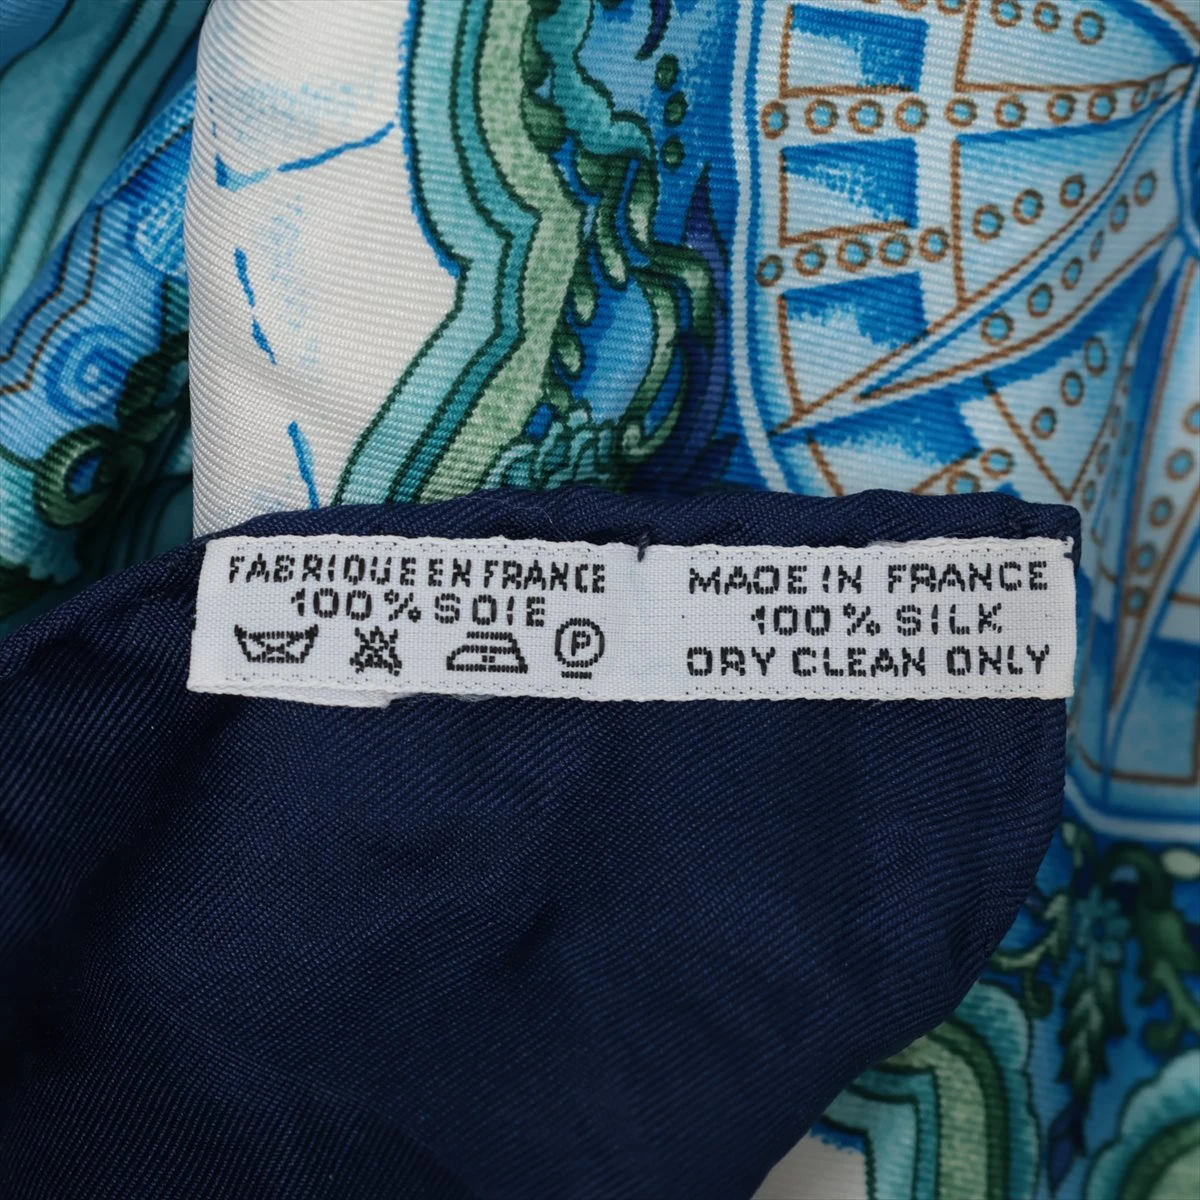 FABRIQUE EN FRANCE
100% SOIE
P
MADE IN FRANCE
100% SILK
DRY CLEAN ONLY